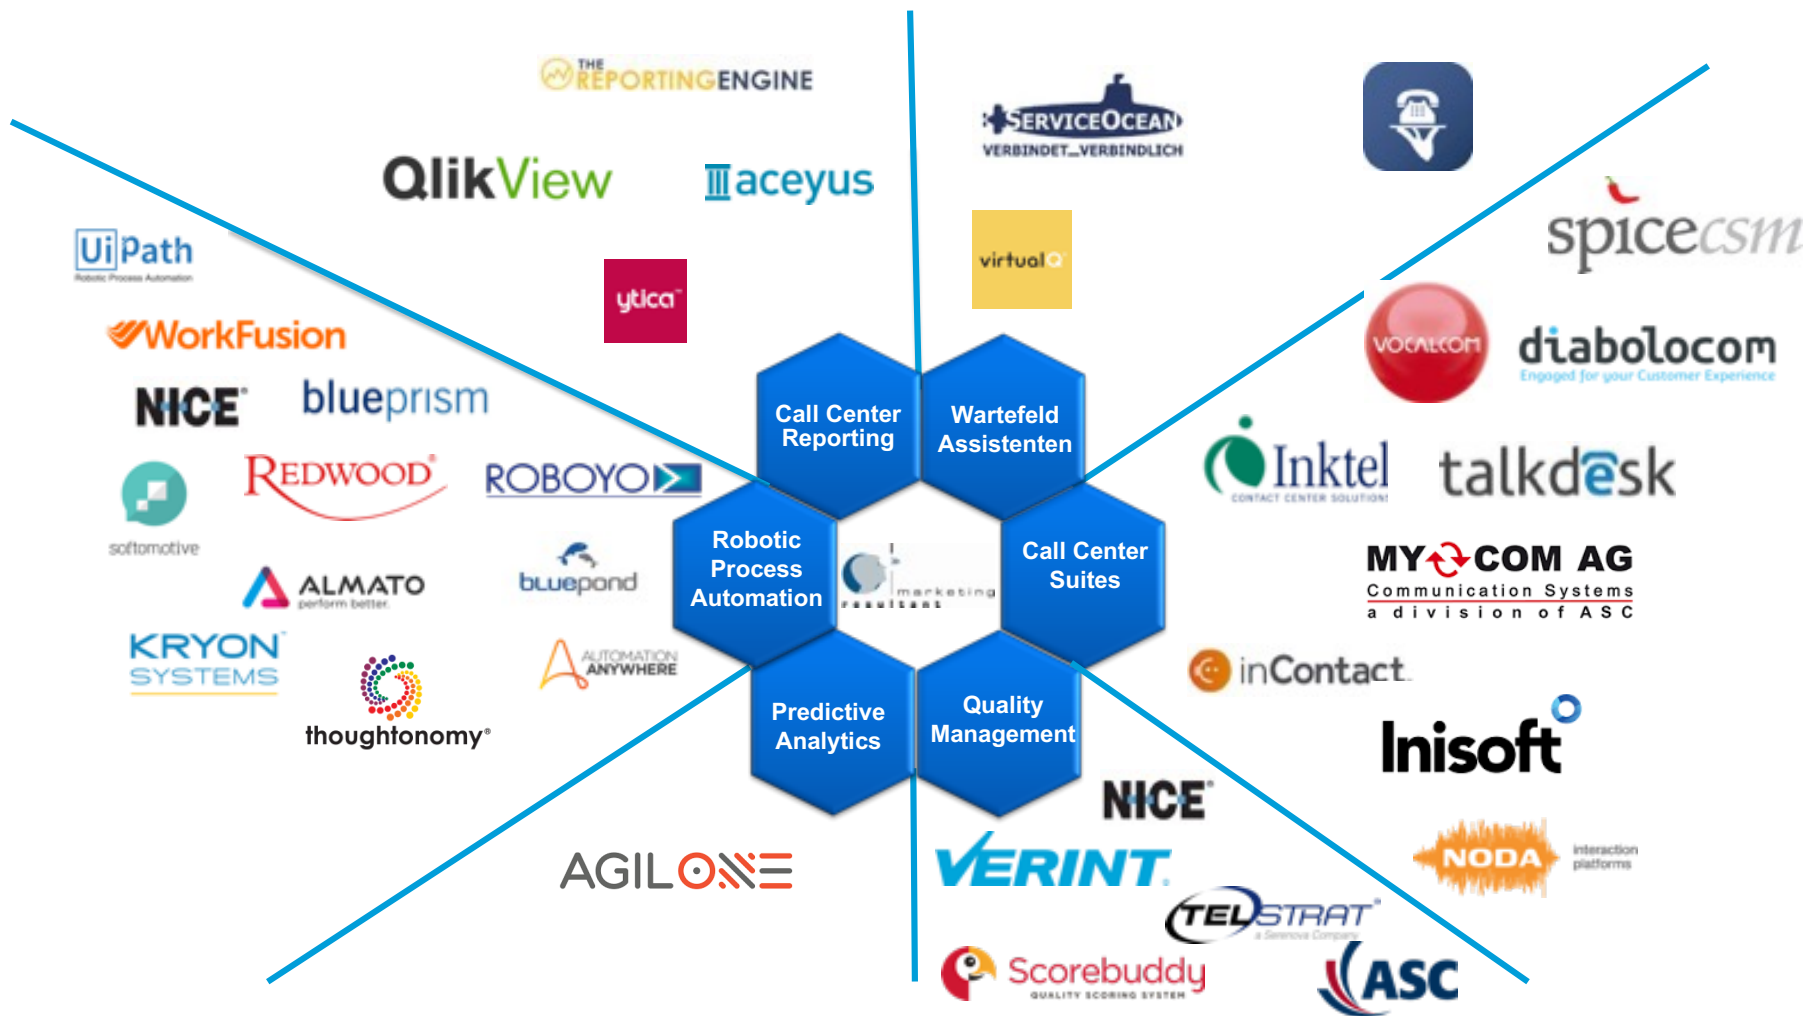 THE
REPORTINGENGINE
QlikView
aceyus
ytica™
SERVICEOCEAN
VERBINDET_VERBINDLICH
virtualQ
spicecsm
VOCALCOM
diabolocom
Engaged for your Customer Experience
Inktel
CONTACT CENTER SOLUTIONS
talkdesk
MY COM AG
Communication Systems
a division of ASC
inContact
Inisoft
NODA
interaction
platforms
UiPath
Robotic Process Automation
WorkFusion
NICE®
blueprism
REDWOOD®
ROBOYO
softomotive
ALMATO
perform better.
bluepond
KRYON™
SYSTEMS
thoughtonomy®
AUTOMATION
ANYWHERE
Call Center
Reporting
Wartefeld
Assistenten
Robotic
Process
Automation
marketing
resultant
Call Center
Suites
Predictive
Analytics
Quality
Management
AGILONE
NICE®
VERINT.
TELSTRAT®
a Serenova Company
Scorebuddy
QUALITY SCORING SYSTEM
ASC